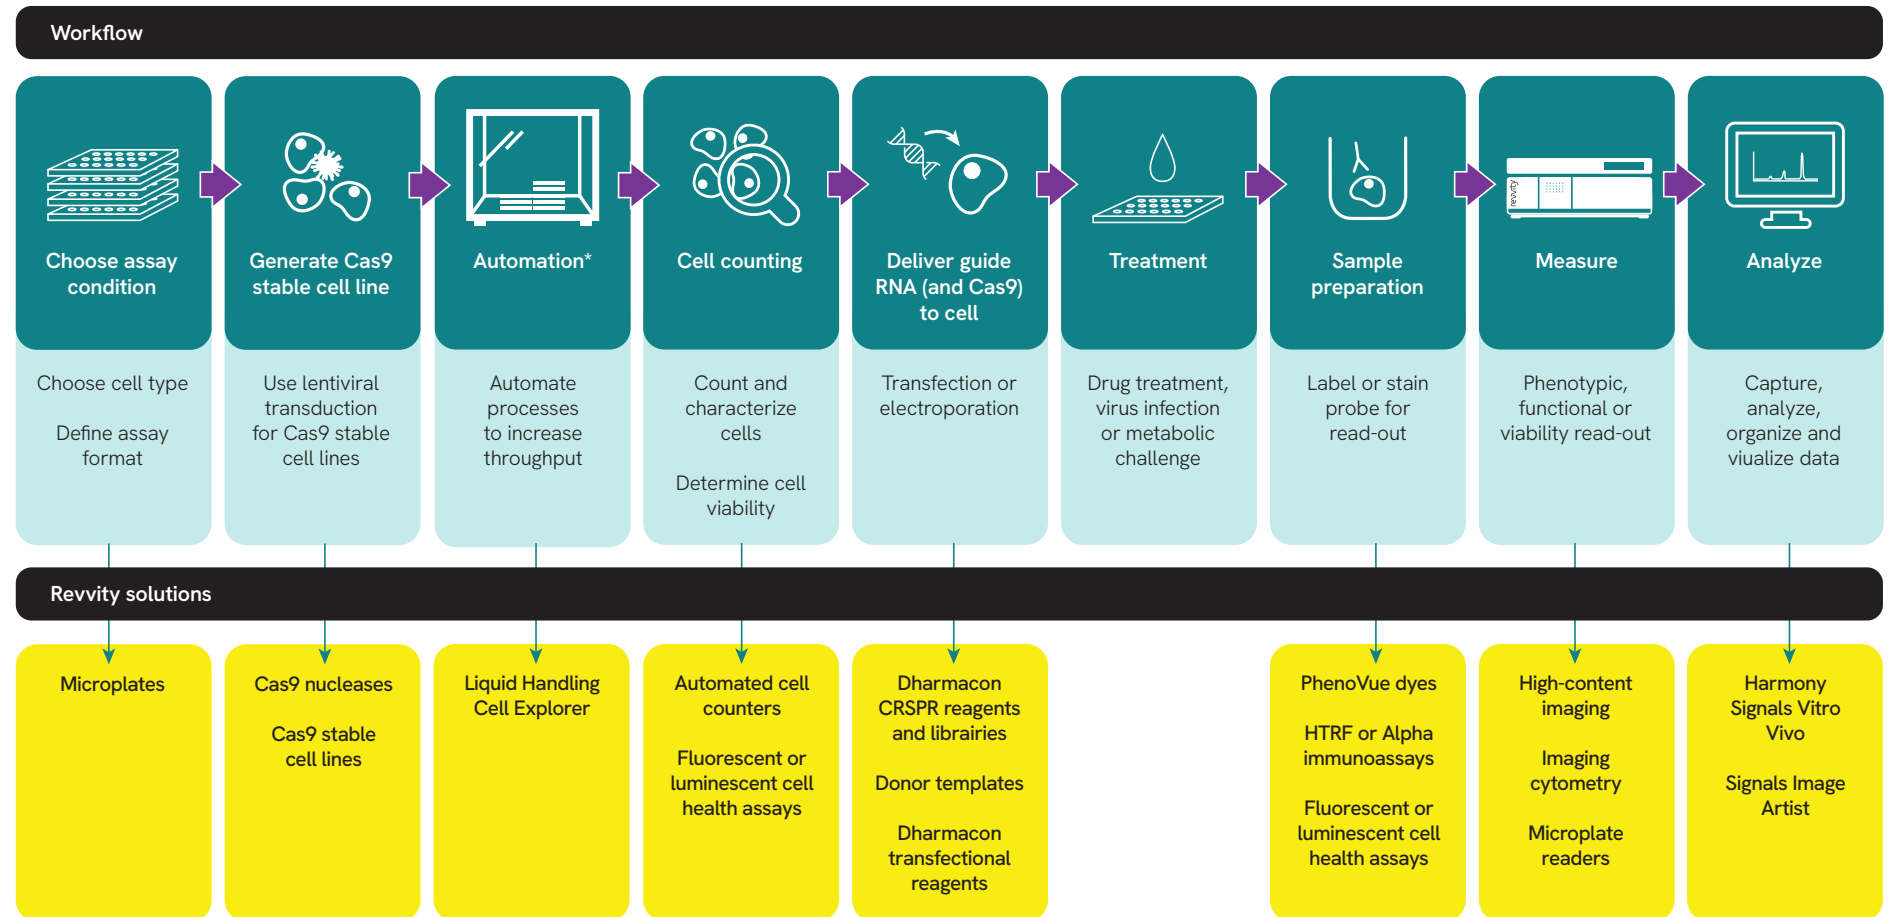 Workflow
Choose assay
condition
Generate Cas9
stable cell line
Automation*
Cell counting
Deliver guide
RNA (and Cas9)
to cell
Treatment
Sample
preparation
revvity
Measure
Analyze
Choose cell type
Define assay
format
Use lentiviral
transduction
for Cas9 stable
cell lines
Automate
processes
to increase
throughput
Count and
characterize
cells
Determine cell
viability
Transfection or
electroporation
Drug treatment,
virus infection
or metabolic
challenge
Label or stain
probe for
read-out
Phenotypic,
functional or
viability read-out
Capture,
analyze,
organize and
viualize data
Revvity solutions
Microplates
Cas9 nucleases
Cas9 stable
cell lines
Liquid Handling
Cell Explorer
Automated cell
counters
Fluorescent or
luminescent cell
health assays
Dharmacon
CRSPR reagents
and librairies
Donor templates
Dharmacon
transfectional
reagents
PhenoVue dyes
HTRF or Alpha
immunoassays
Fluorescent or
luminescent cell
health assays
High-content
imaging
Imaging
cytometry
Microplate
readers
Harmony
Signals Vitro
Vivo
Signals Image
Artist